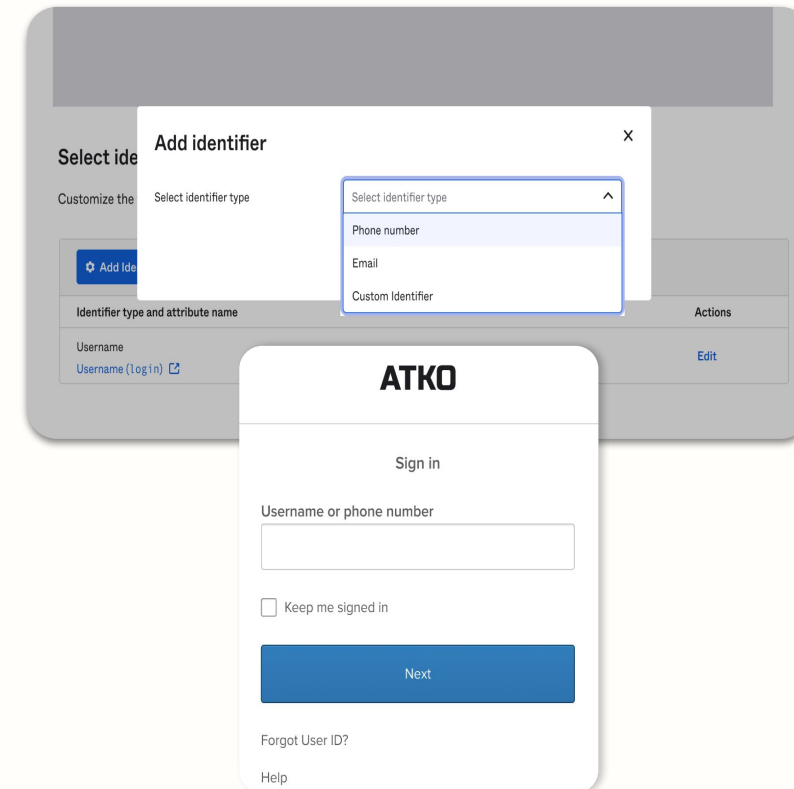 Add identifier
X
Select ide
Customize the
Select identifier type
Select identifier type
Phone number
Email
Custom Identifier
Add Ide
Identifier type and attribute name
Actions
Username
Username (login)
Edit
ATKO
Sign in
Username or phone number
Keep me signed in
Next
Forgot User ID?
Help